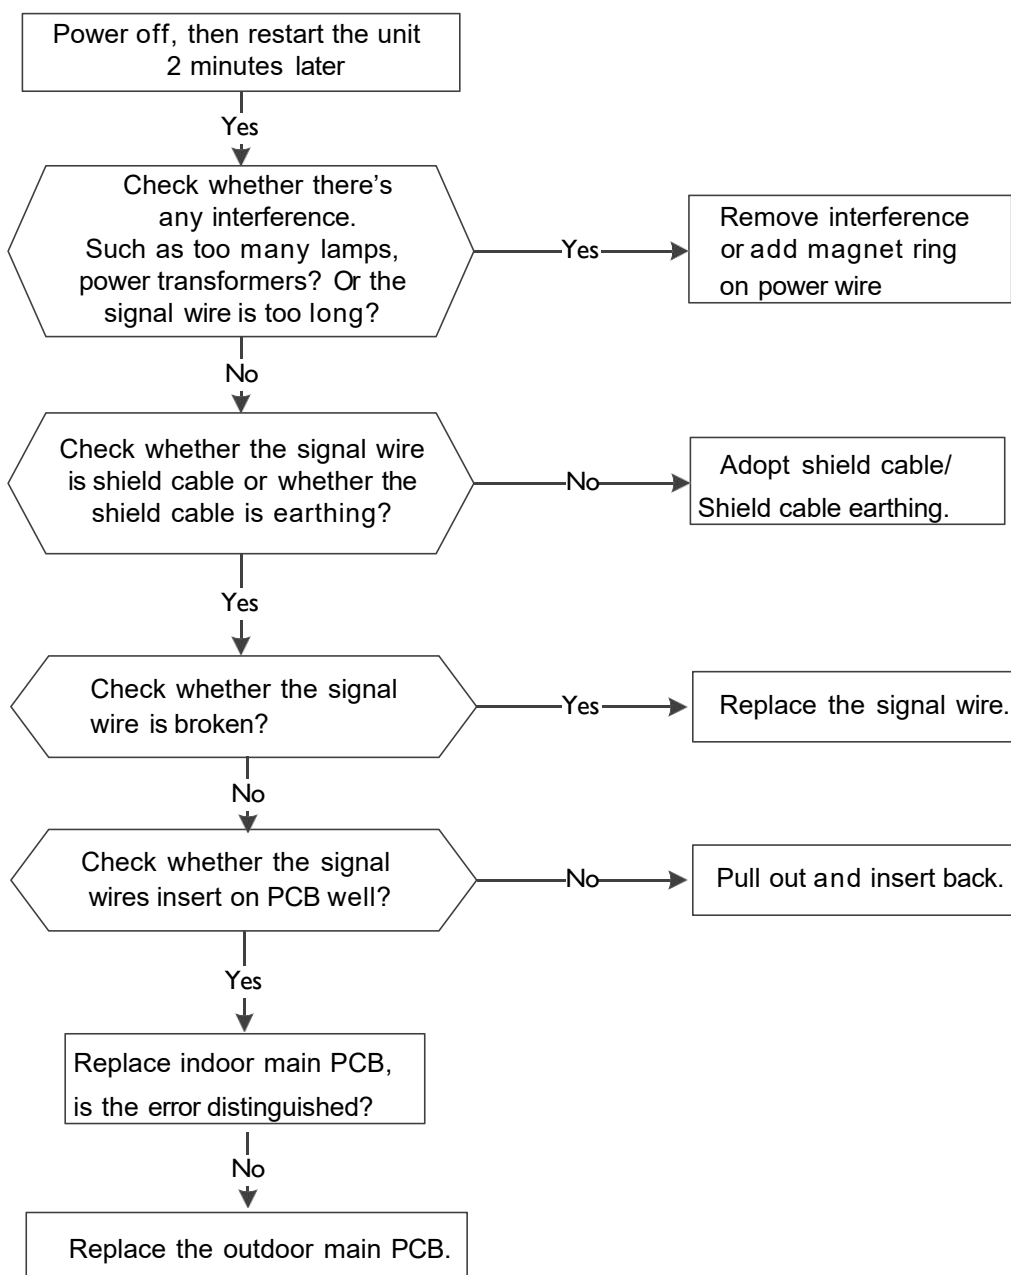 Power off, then restart the unit
2 minutes later
Yes
Check whether there's
any interference.
Such as too many lamps,
power transformers? Or the
signal wire is too long?
Yes
Remove interference
or add magnet ring
on power wire
No
Check whether the signal wire
is shield cable or whether the
shield cable is earthing?
No
Adopt shield cable/
Shield cable earthing.
Yes
Check whether the signal
wire is broken?
Yes
Replace the signal wire.
No
Check whether the signal
wires insert on PCB well?
No
Pull out and insert back.
Yes
Replace indoor main PCB,
is the error distinguished?
No
Replace the outdoor main PCB.